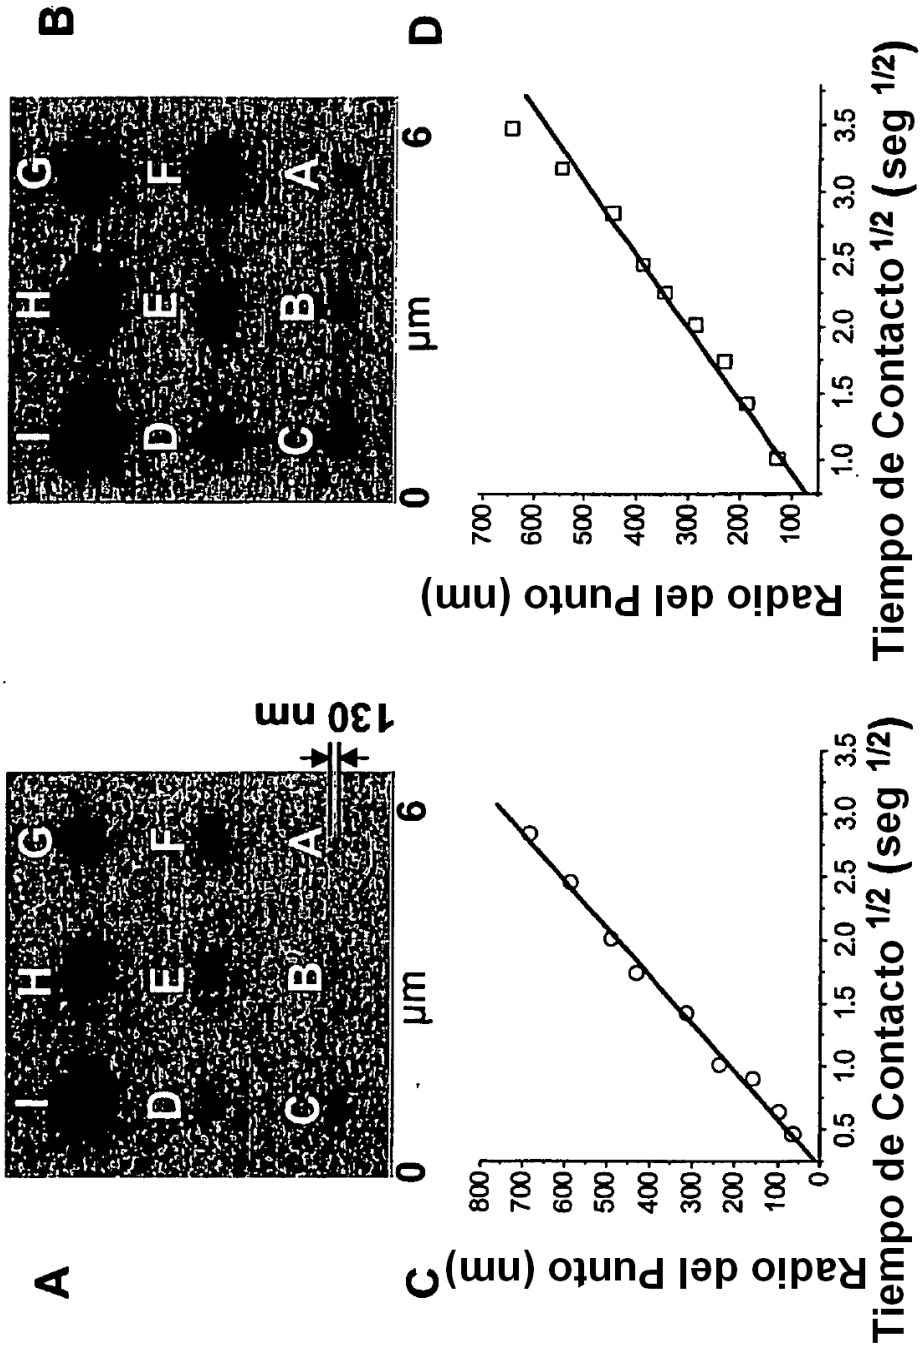 A
I H G
D E F
C B A
130 nm
0 µm 6
B
I H G
D E F
C B A
0 µm 6
C
Radio del Punto (nm)
800
700
600
500
400
300
200
100
0
0.5 1.0 1.5 2.0 2.5 3.0 3.5
Tiempo de Contacto 1/2 (seg 1/2)
D
Radio del Punto (nm)
700
600
500
400
300
200
100
1.0 1.5 2.0 2.5 3.0 3.5
Tiempo de Contacto 1/2 (seg 1/2)